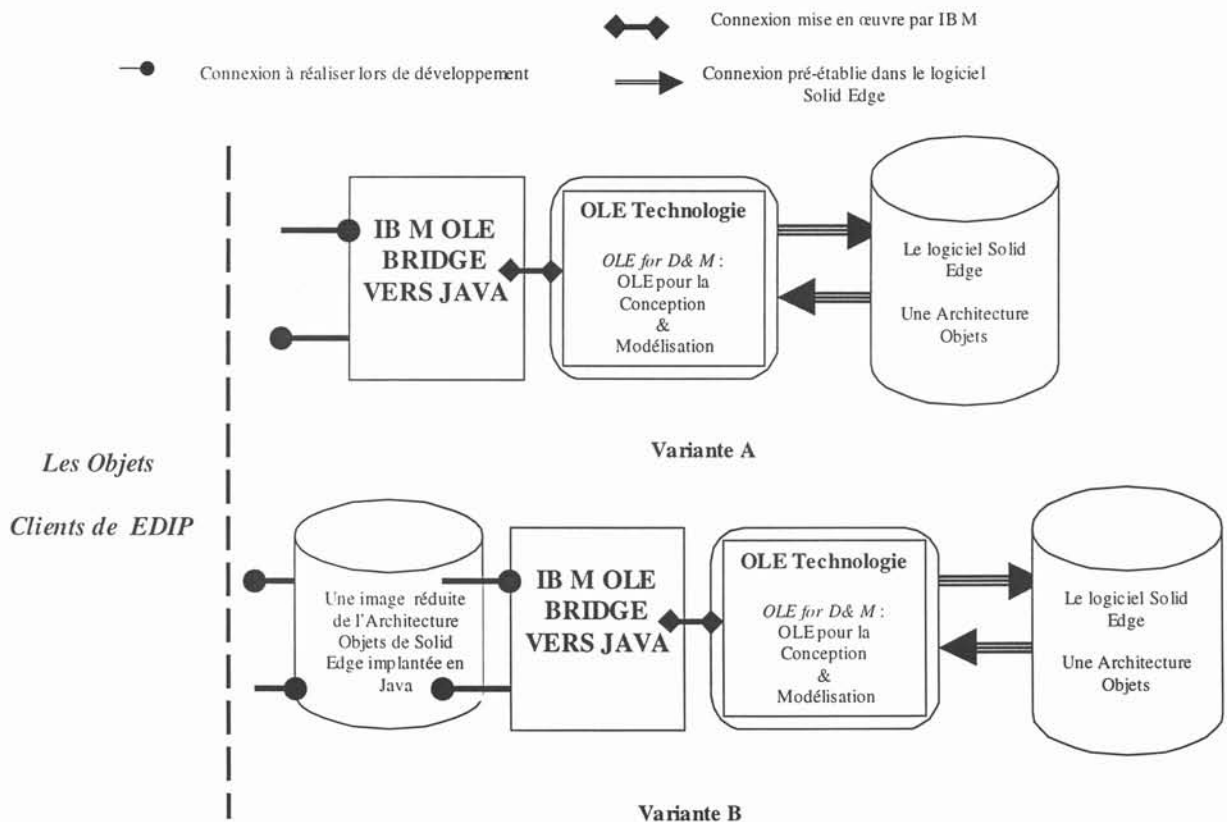 Connexion mise en œuvre par IB M
Connexion à réaliser lors de développement
Connexion pré-établie dans le logiciel
Solid Edge
IB M OLE
BRIDGE
VERS JAVA
OLE Technologie
OLE for D& M :
OLE pour la
Conception
&
Modélisation
Le logiciel Solid
Edge
Une Architecture
Objets
Variante A
Les Objets
Clients de EDIP
Une image réduite
de l'Architecture
Objets de Solid
Edge implantée en
Java
IB M OLE
BRIDGE
VERS JAVA
OLE Technologie
OLE for D& M :
OLE pour la
Conception
&
Modélisation
Le logiciel Solid
Edge
Une Architecture
Objets
Variante B